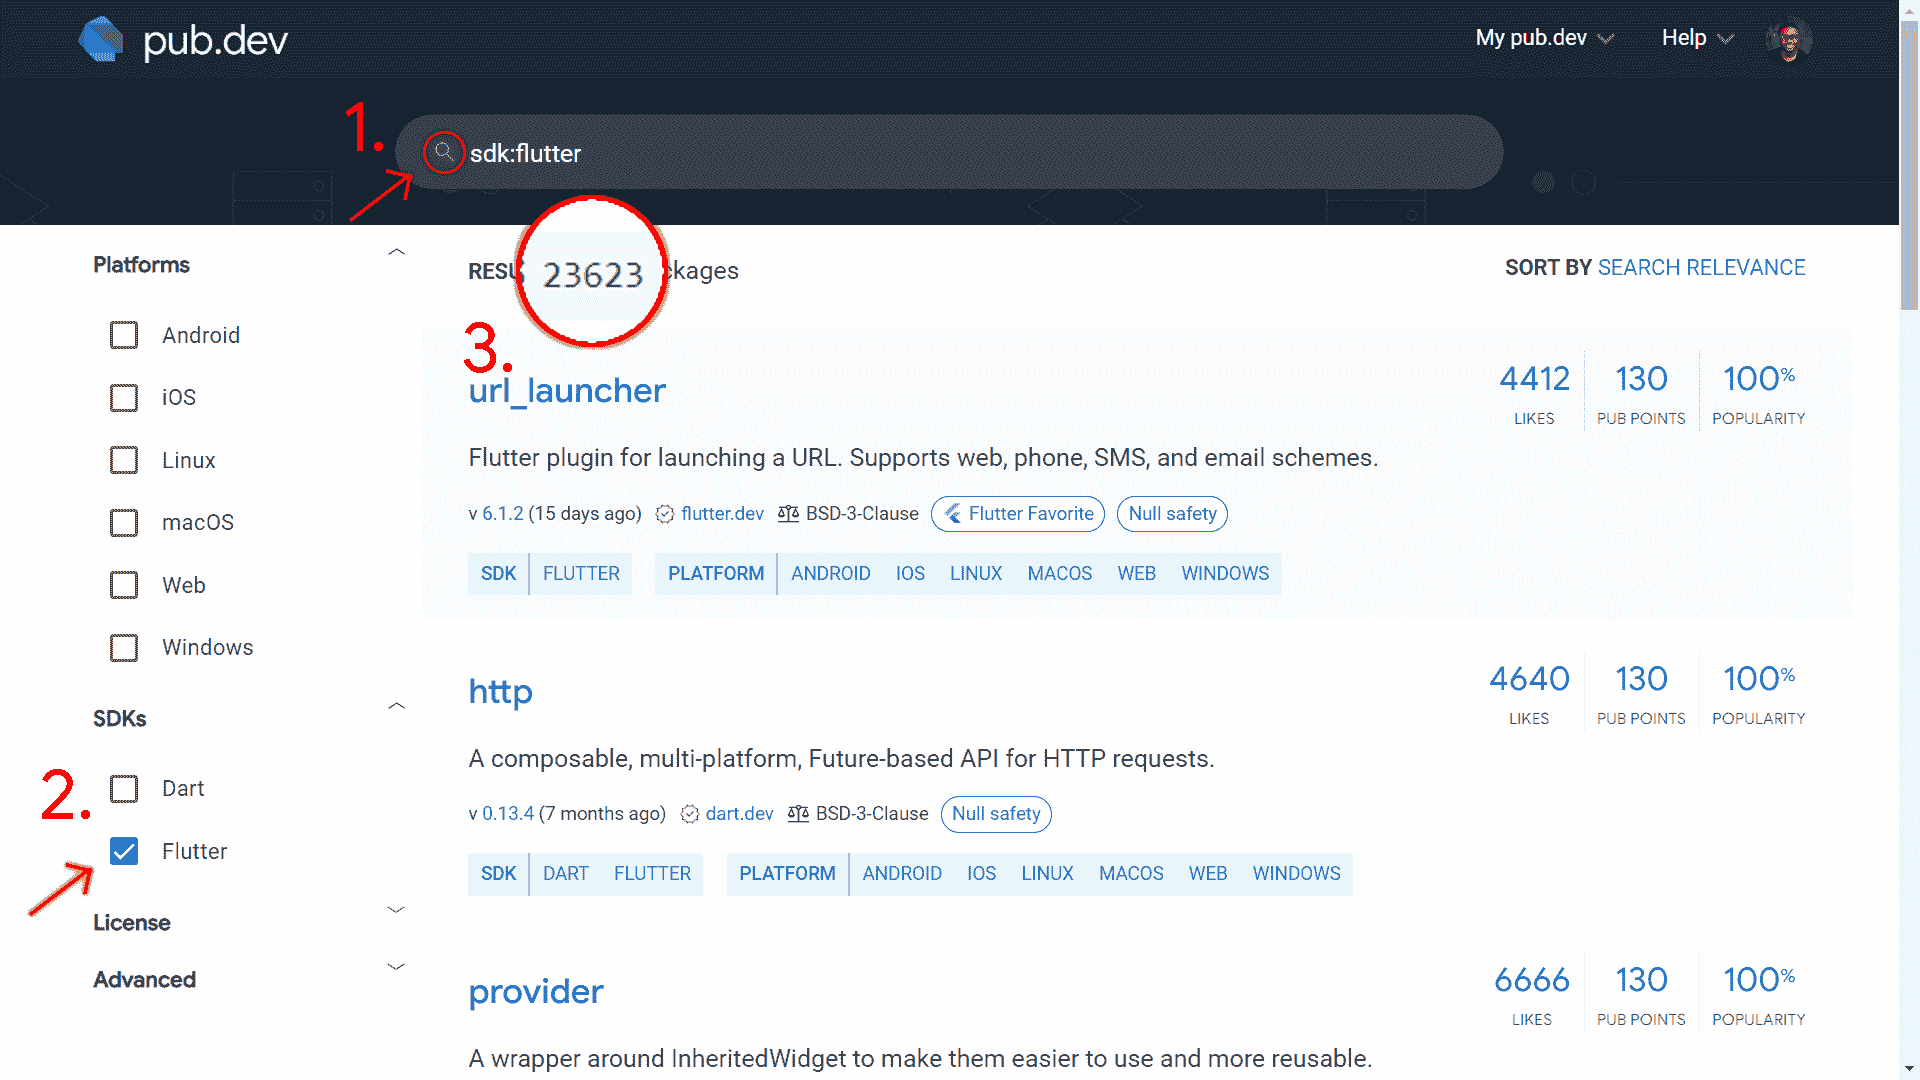 pub.dev
My pub.dev
Help
1.
sdk:flutter
Platforms
Android
iOS
Linux
macOS
Web
Windows
SDKs
2.
Dart
Flutter
License
Advanced
RESU 23623 ckages
SORT BY SEARCH RELEVANCE
3.
url_launcher
4412 LIKES
130 PUB POINTS
100% POPULARITY
Flutter plugin for launching a URL. Supports web, phone, SMS, and email schemes.
v 6.1.2 (15 days ago) flutter.dev BSD-3-Clause Flutter Favorite Null safety
SDK FLUTTER PLATFORM ANDROID IOS LINUX MACOS WEB WINDOWS
http
4640 LIKES
130 PUB POINTS
100% POPULARITY
A composable, multi-platform, Future-based API for HTTP requests.
v 0.13.4 (7 months ago) dart.dev BSD-3-Clause Null safety
SDK DART FLUTTER PLATFORM ANDROID IOS LINUX MACOS WEB WINDOWS
provider
6666 LIKES
130 PUB POINTS
100% POPULARITY
A wrapper around InheritedWidget to make them easier to use and more reusable.